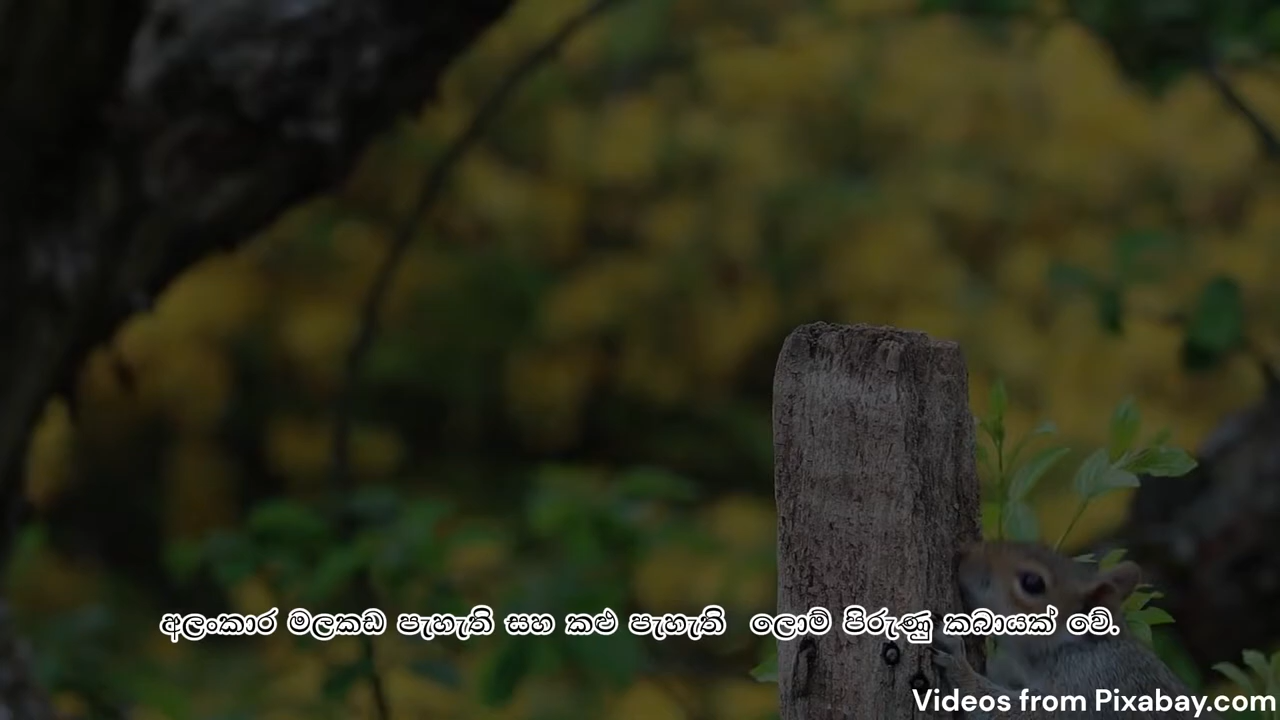 අලංකාර මලකඩ පැහැති සහ කළු පැහැති ලොම් පිරුණු කබායක් වේ.
Videos from Pixabay.com